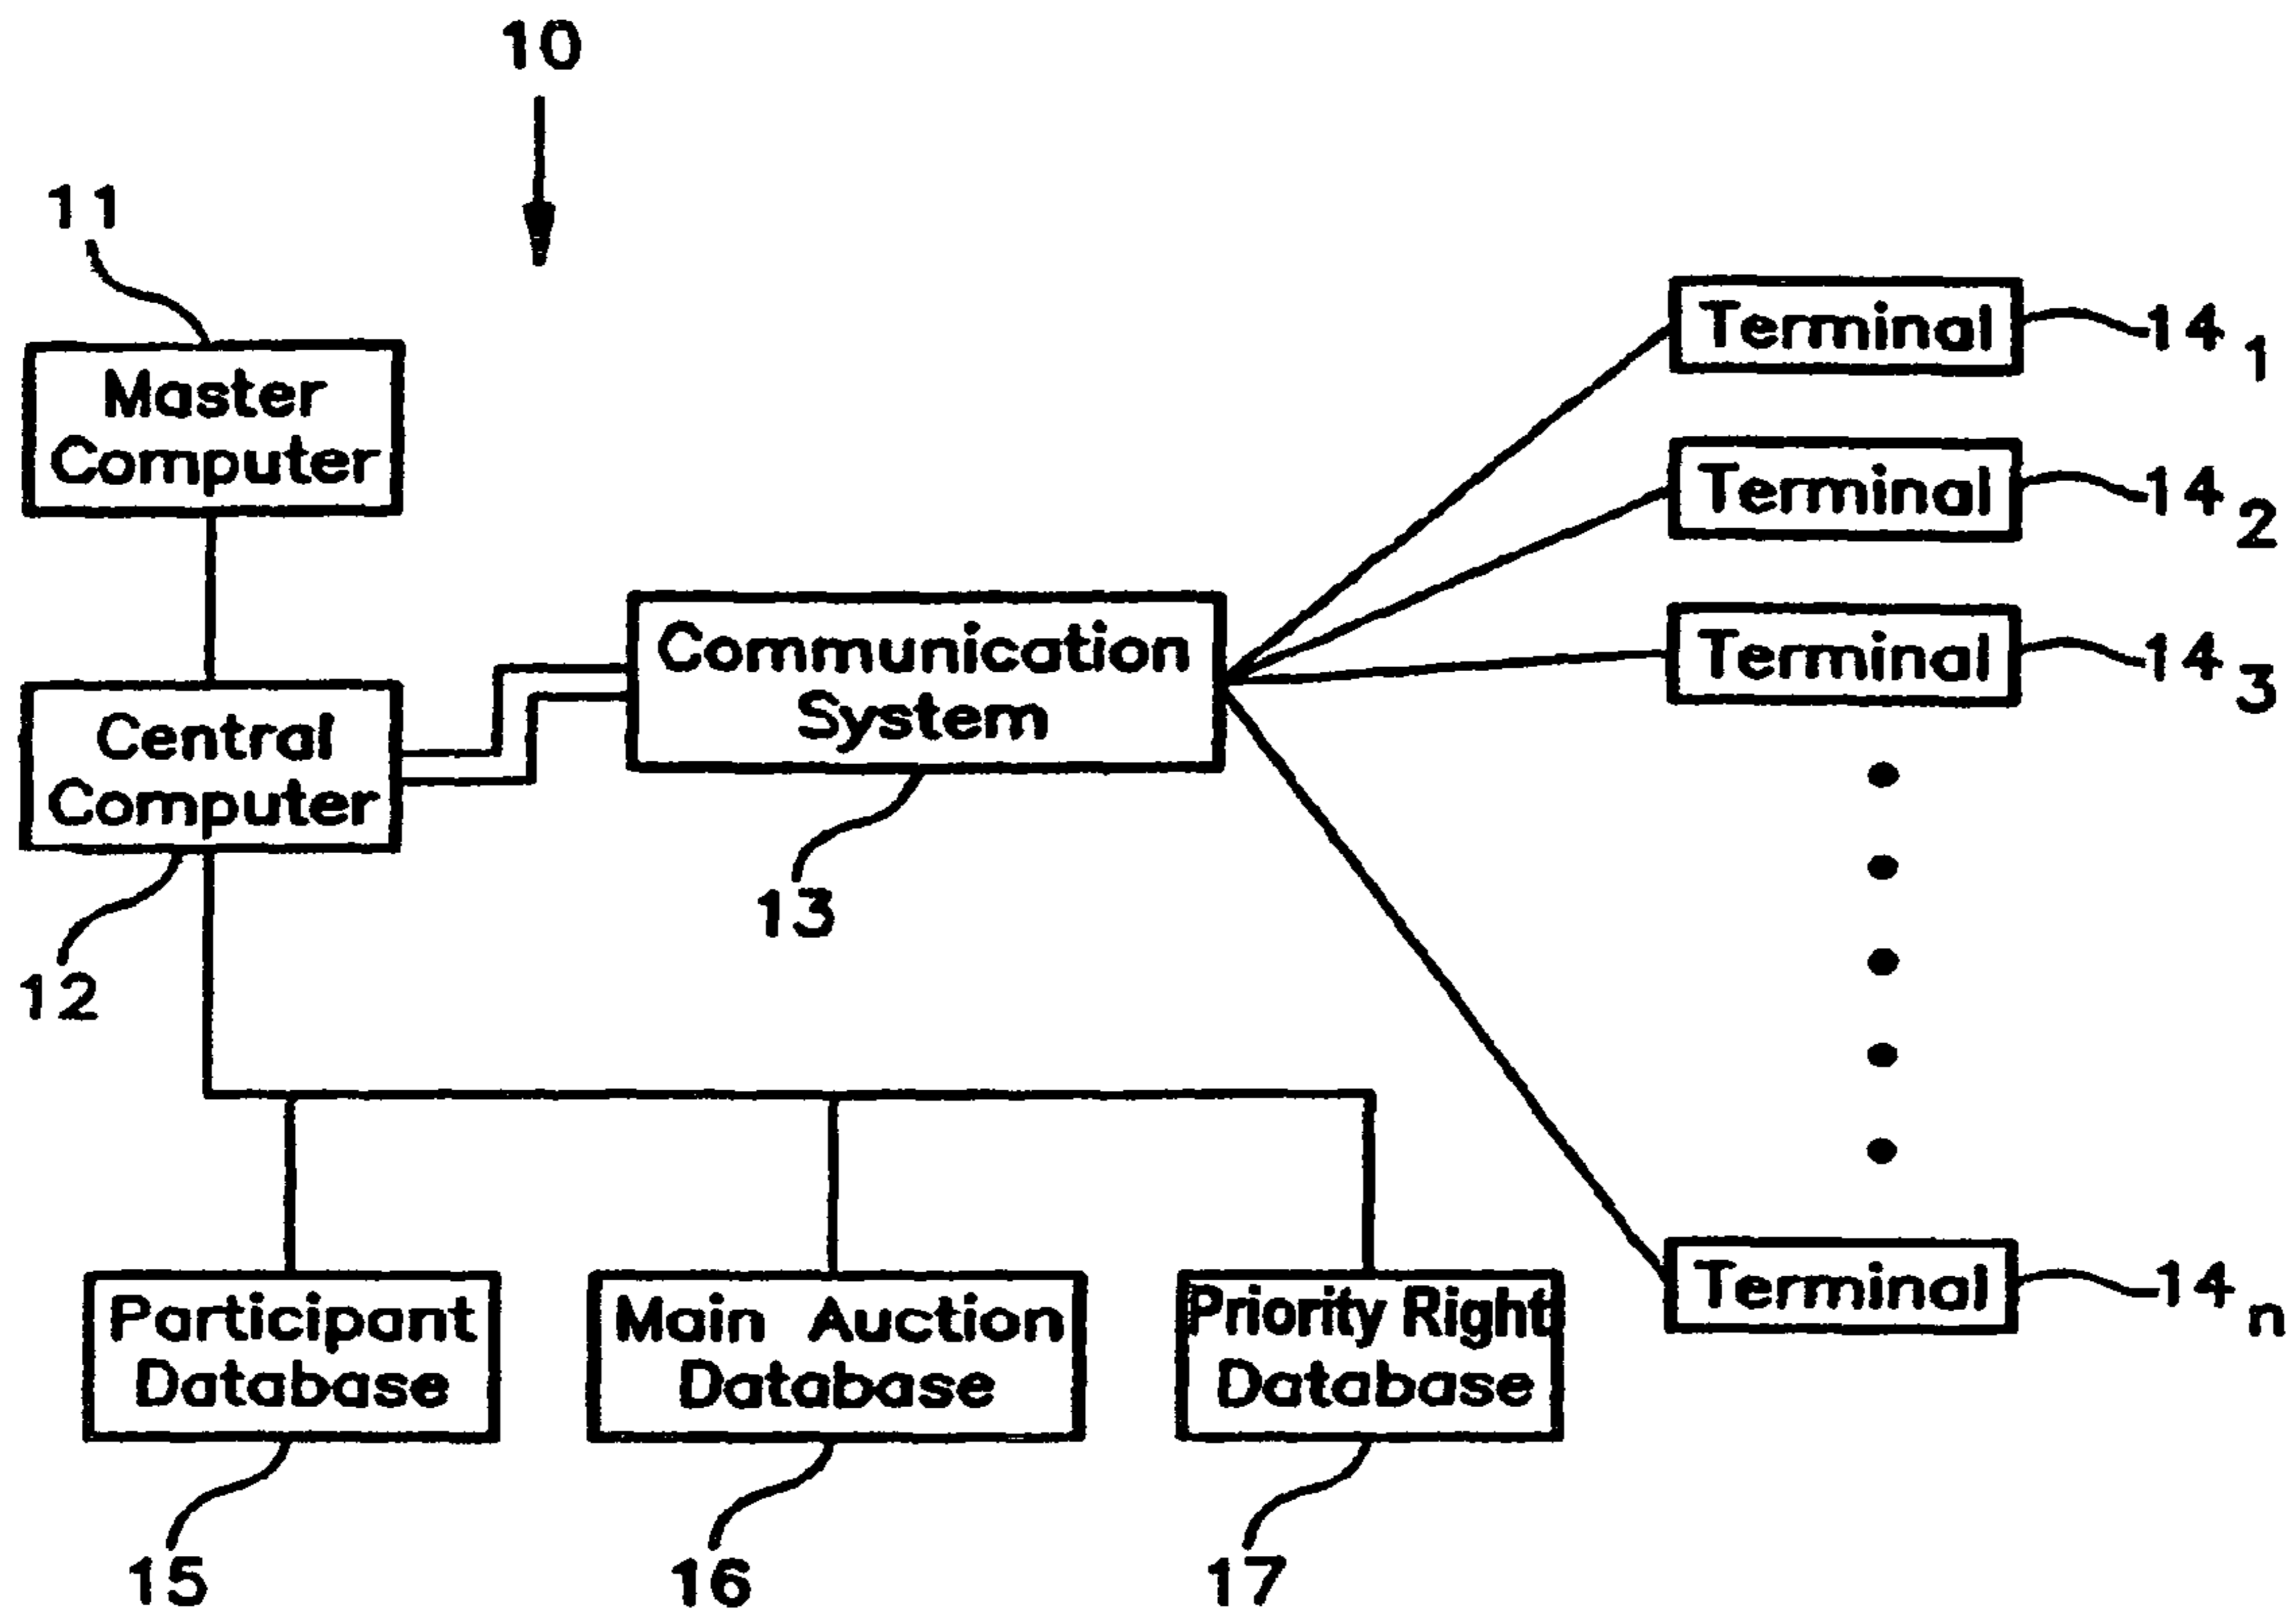 10
11
Master
Computer
Terminal 14 1
Terminal 14 2
Terminal 14 3
Communication
System
Central
Computer
13
12
Terminal 14 n
Participant
Database
Main Auction
Database
Priority Right
Database
15
16
17